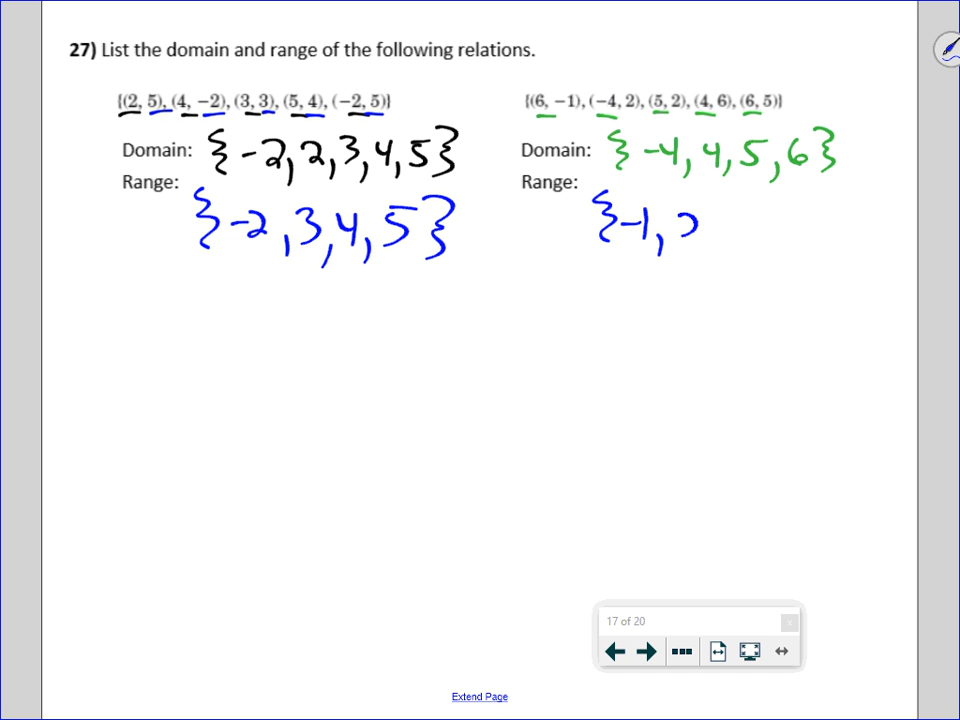 27) List the domain and range of the following relations.
{(2, 5), (4, −2), (3, 3), (5, 4), (−2, 5)}
Domain: {-2, 2, 3, 4, 5}
Range:
{-2, 3, 4, 5}
{(6, −1), (−4, 2), (5, 2), (4, 6), (6, 5)}
Domain: {-4, 4, 5, 6}
Range:
{-1,
17 of 20
Extend Page